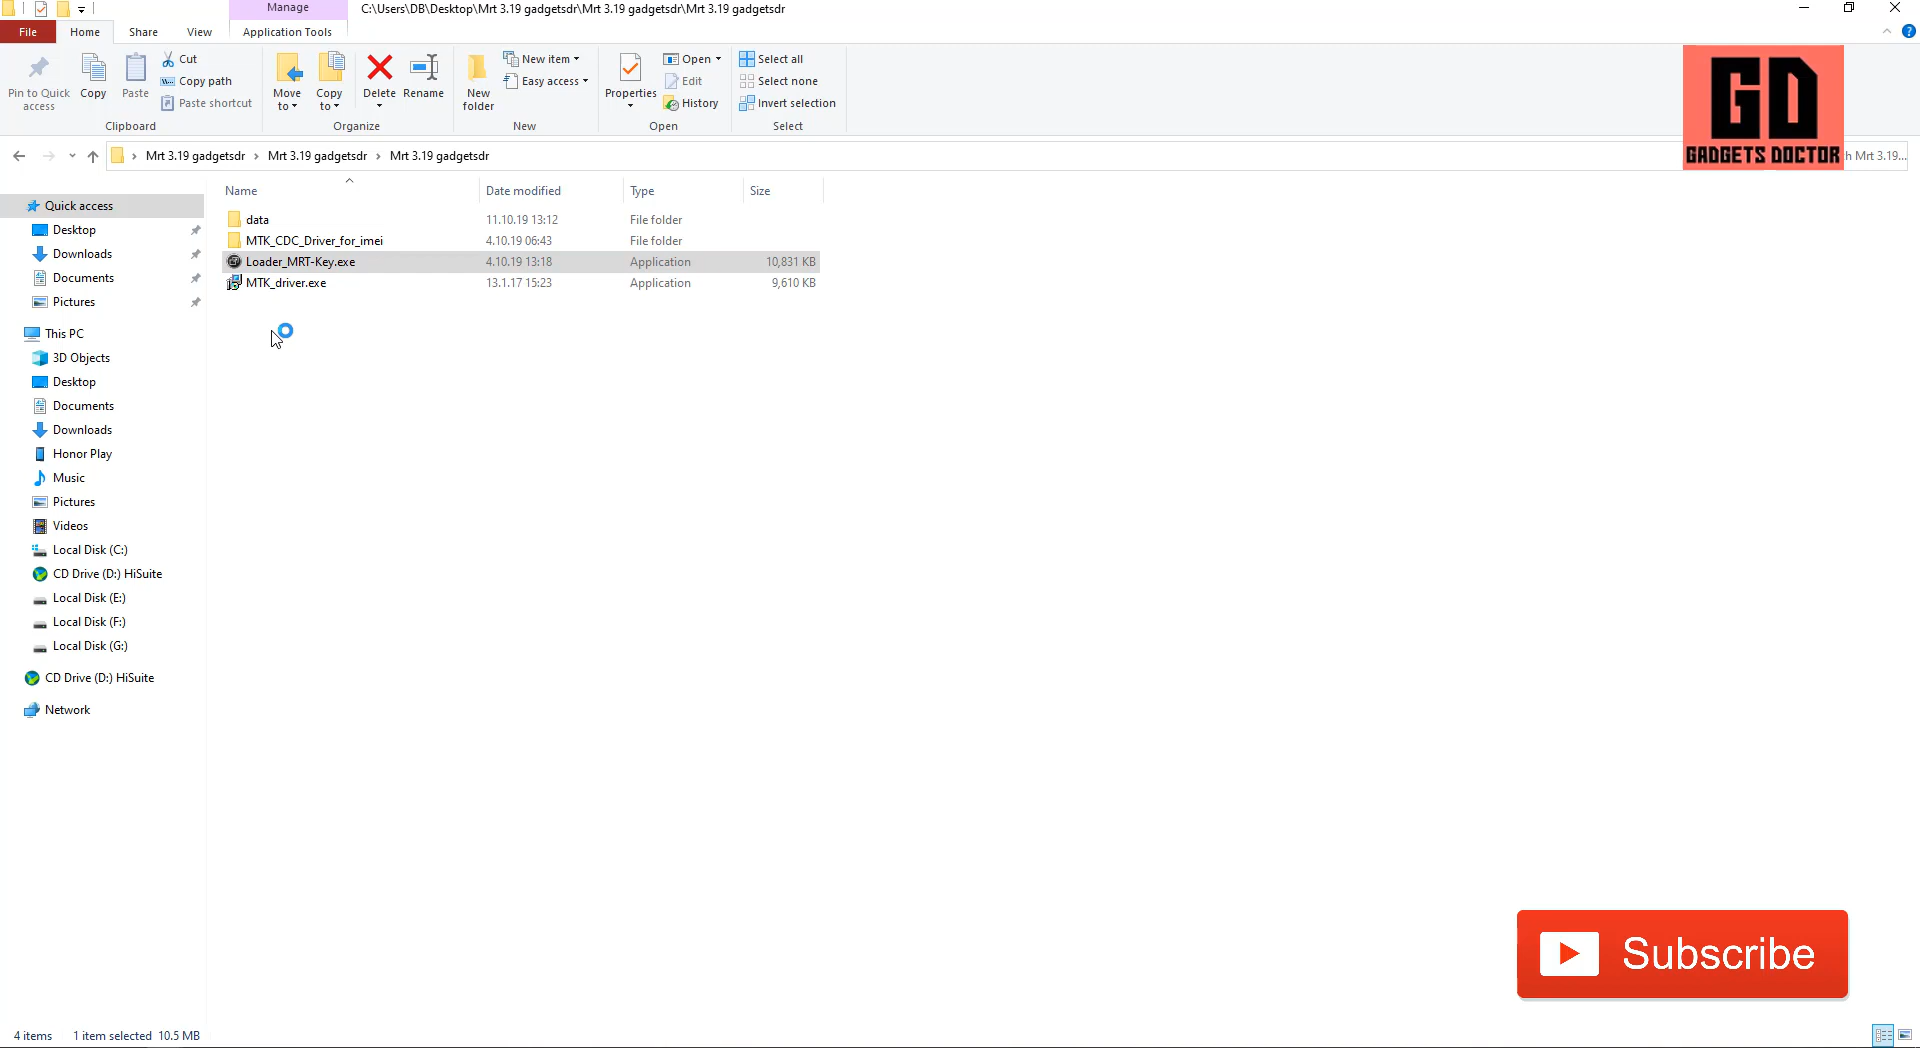 Manage
C:\Users\DB\Desktop\Mrt 3.19 gadgetsdr\Mrt 3.19 gadgetsdr\Mrt 3.19 gadgetsdr
File
Home
Share
View
Application Tools
Pin to Quick access
Copy
Paste
Cut
Copy path
Paste shortcut
Clipboard
Move to
Copy to
Delete
Rename
Organize
New folder
New item
Easy access
New
Properties
Open
Edit
History
Open
Select all
Select none
Invert selection
Select
GD
GADGETS DOCTOR
Mrt 3.19 gadgetsdr > Mrt 3.19 gadgetsdr > Mrt 3.19 gadgetsdr
h Mrt 3.19...
Name Date modified Type Size
data 11.10.19 13:12 File folder
MTK_CDC_Driver_for_imei 4.10.19 06:43 File folder
Loader_MRT-Key.exe 4.10.19 13:18 Application 10,831 KB
MTK_driver.exe 13.1.17 15:23 Application 9,610 KB
Quick access
Desktop
Downloads
Documents
Pictures
This PC
3D Objects
Desktop
Documents
Downloads
Honor Play
Music
Pictures
Videos
Local Disk (C:)
CD Drive (D:) HiSuite
Local Disk (E:)
Local Disk (F:)
Local Disk (G:)
CD Drive (D:) HiSuite
Network
Subscribe
4 items 1 item selected 10.5 MB